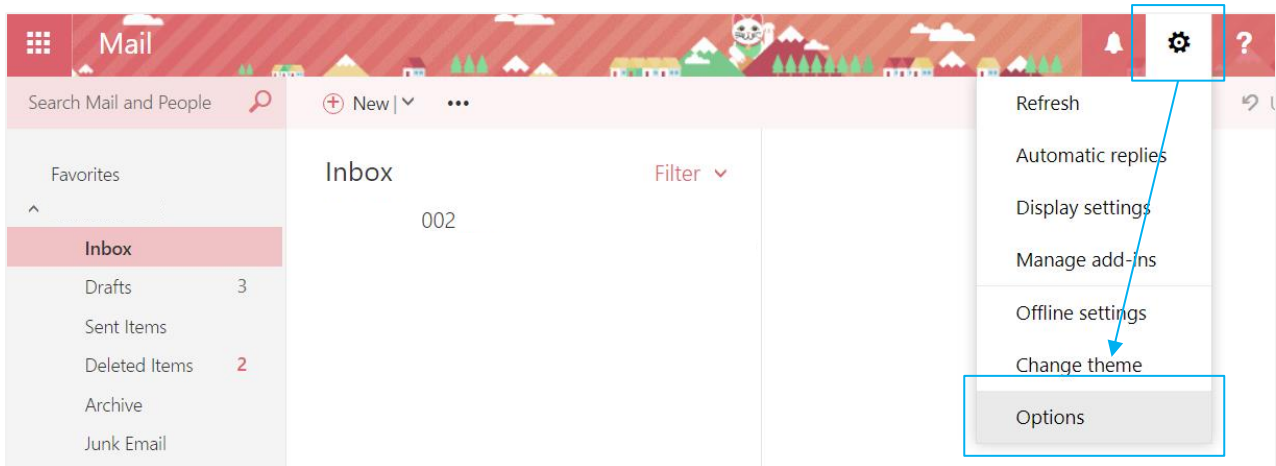 Mail
?
Search Mail and People
New
•••
Favorites
Inbox
Drafts 3
Sent Items
Deleted Items 2
Archive
Junk Email
Inbox
Filter
002
Refresh
Automatic replies
Display settings
Manage add-ins
Offline settings
Change theme
Options